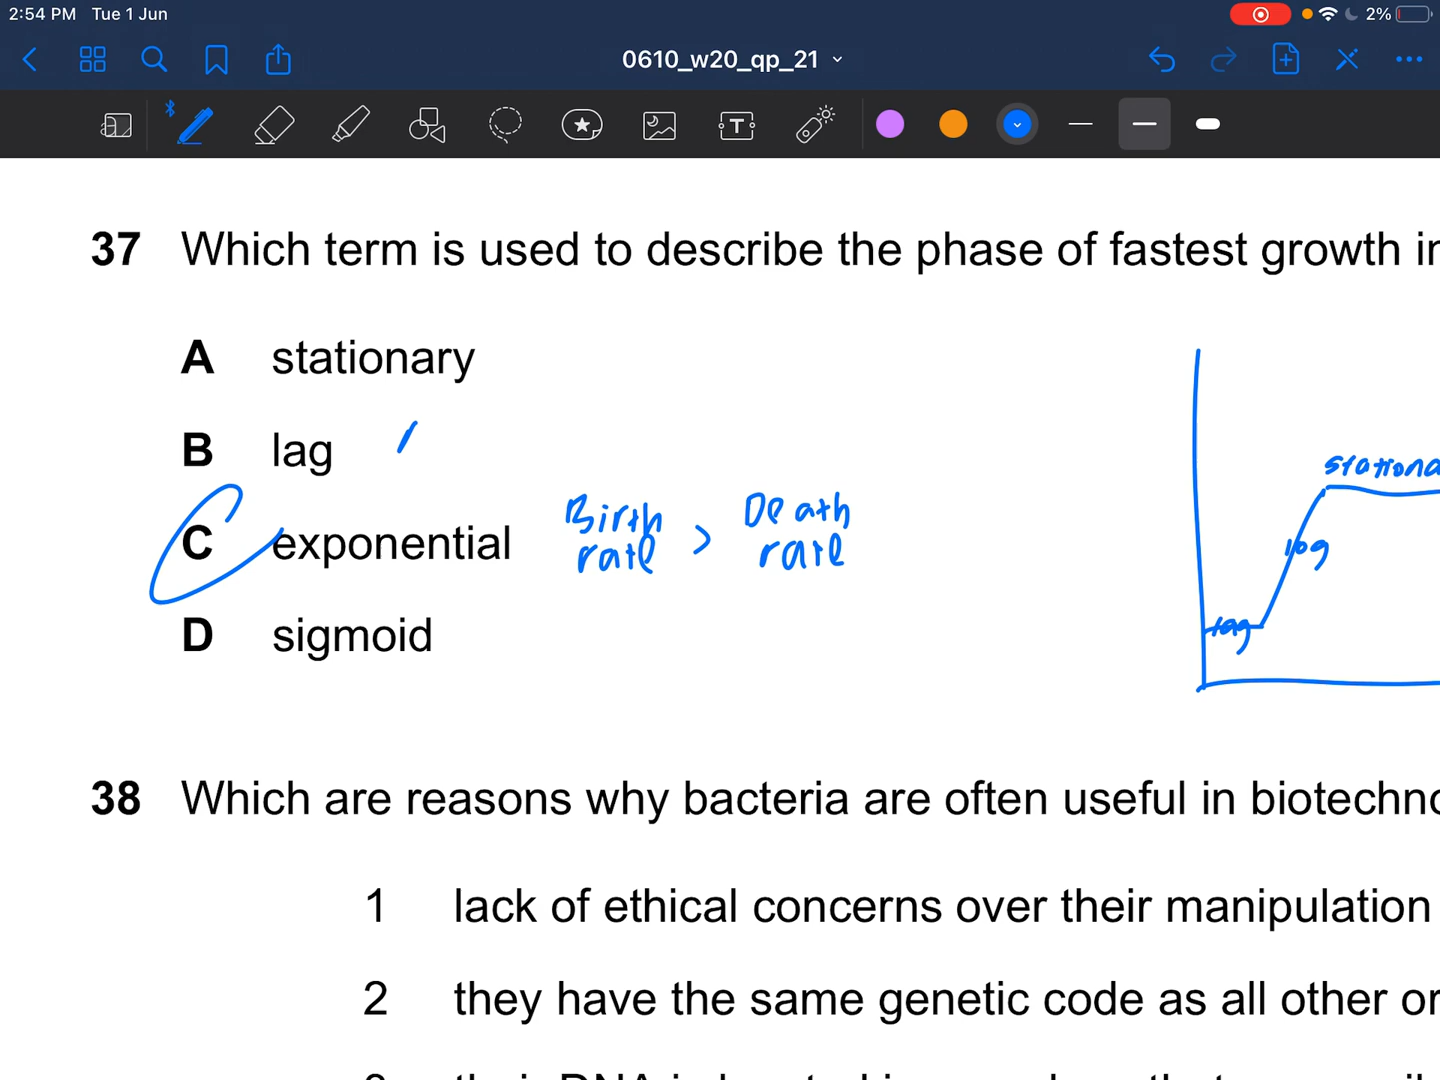 2:54 PM Tue 1 Jun
2%
0610_w20_qp_21
T
37 Which term is used to describe the phase of fastest growth in
A stationary
B lag
C exponential
Birth rate > Death rate
D sigmoid
stationa
log
lag
38 Which are reasons why bacteria are often useful in biotechno
1 lack of ethical concerns over their manipulation
2 they have the same genetic code as all other or